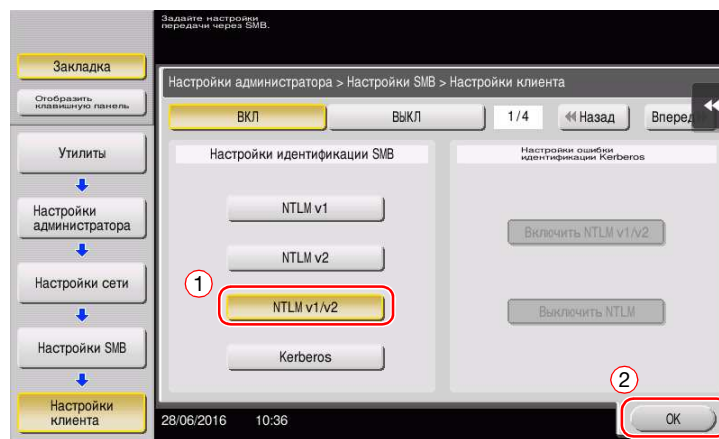 Задайте настройки
передачи через SMB.
Закладка
Отобразить
клавишную панель
Утилиты
Настройки
администратора
Настройки сети
Настройки SMB
Настройки
клиента
Настройки администратора > Настройки SMB > Настройки клиента
ВКЛ
ВЫКЛ
1/4
Назад
Вперед
Настройки идентификации SMB
NTLM v1
NTLM v2
1
NTLM v1/v2
Kerberos
Настройки ошибки
идентификации Kerberos
Включить NTLM v1/v2
Выключить NTLM
2
28/06/2016 10:36
OK